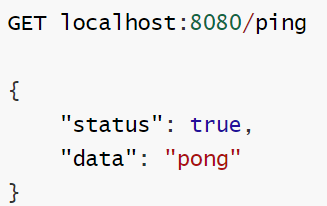 GET localhost:8080/ping
{
"status": true,
"data": "pong"
}